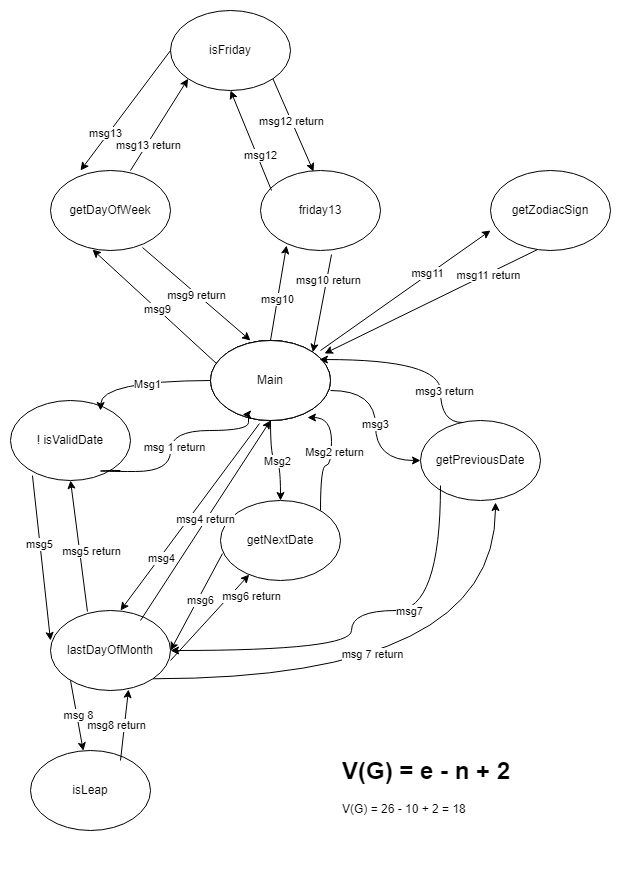 isFriday
msg12 return
msg13
msg13 return
msg12
getDayOfWeek
friday13
getZodiacSign
msg11
msg11 return
msg10 return
msg9 return
msg10
msg9
Main
Msg1
msg3 return
msg3
! isValidDate
msg 1 return
Msg2 return
Msg2
getPreviousDate
msg4 return
getNextDate
msg5
msg5 return
msg4
msg6
msg6 return
msg7
lastDayOfMonth
msg 7 return
msg 8
msg8 return
isLeap
V(G) = e - n + 2
V(G) = 26 - 10 + 2 = 18